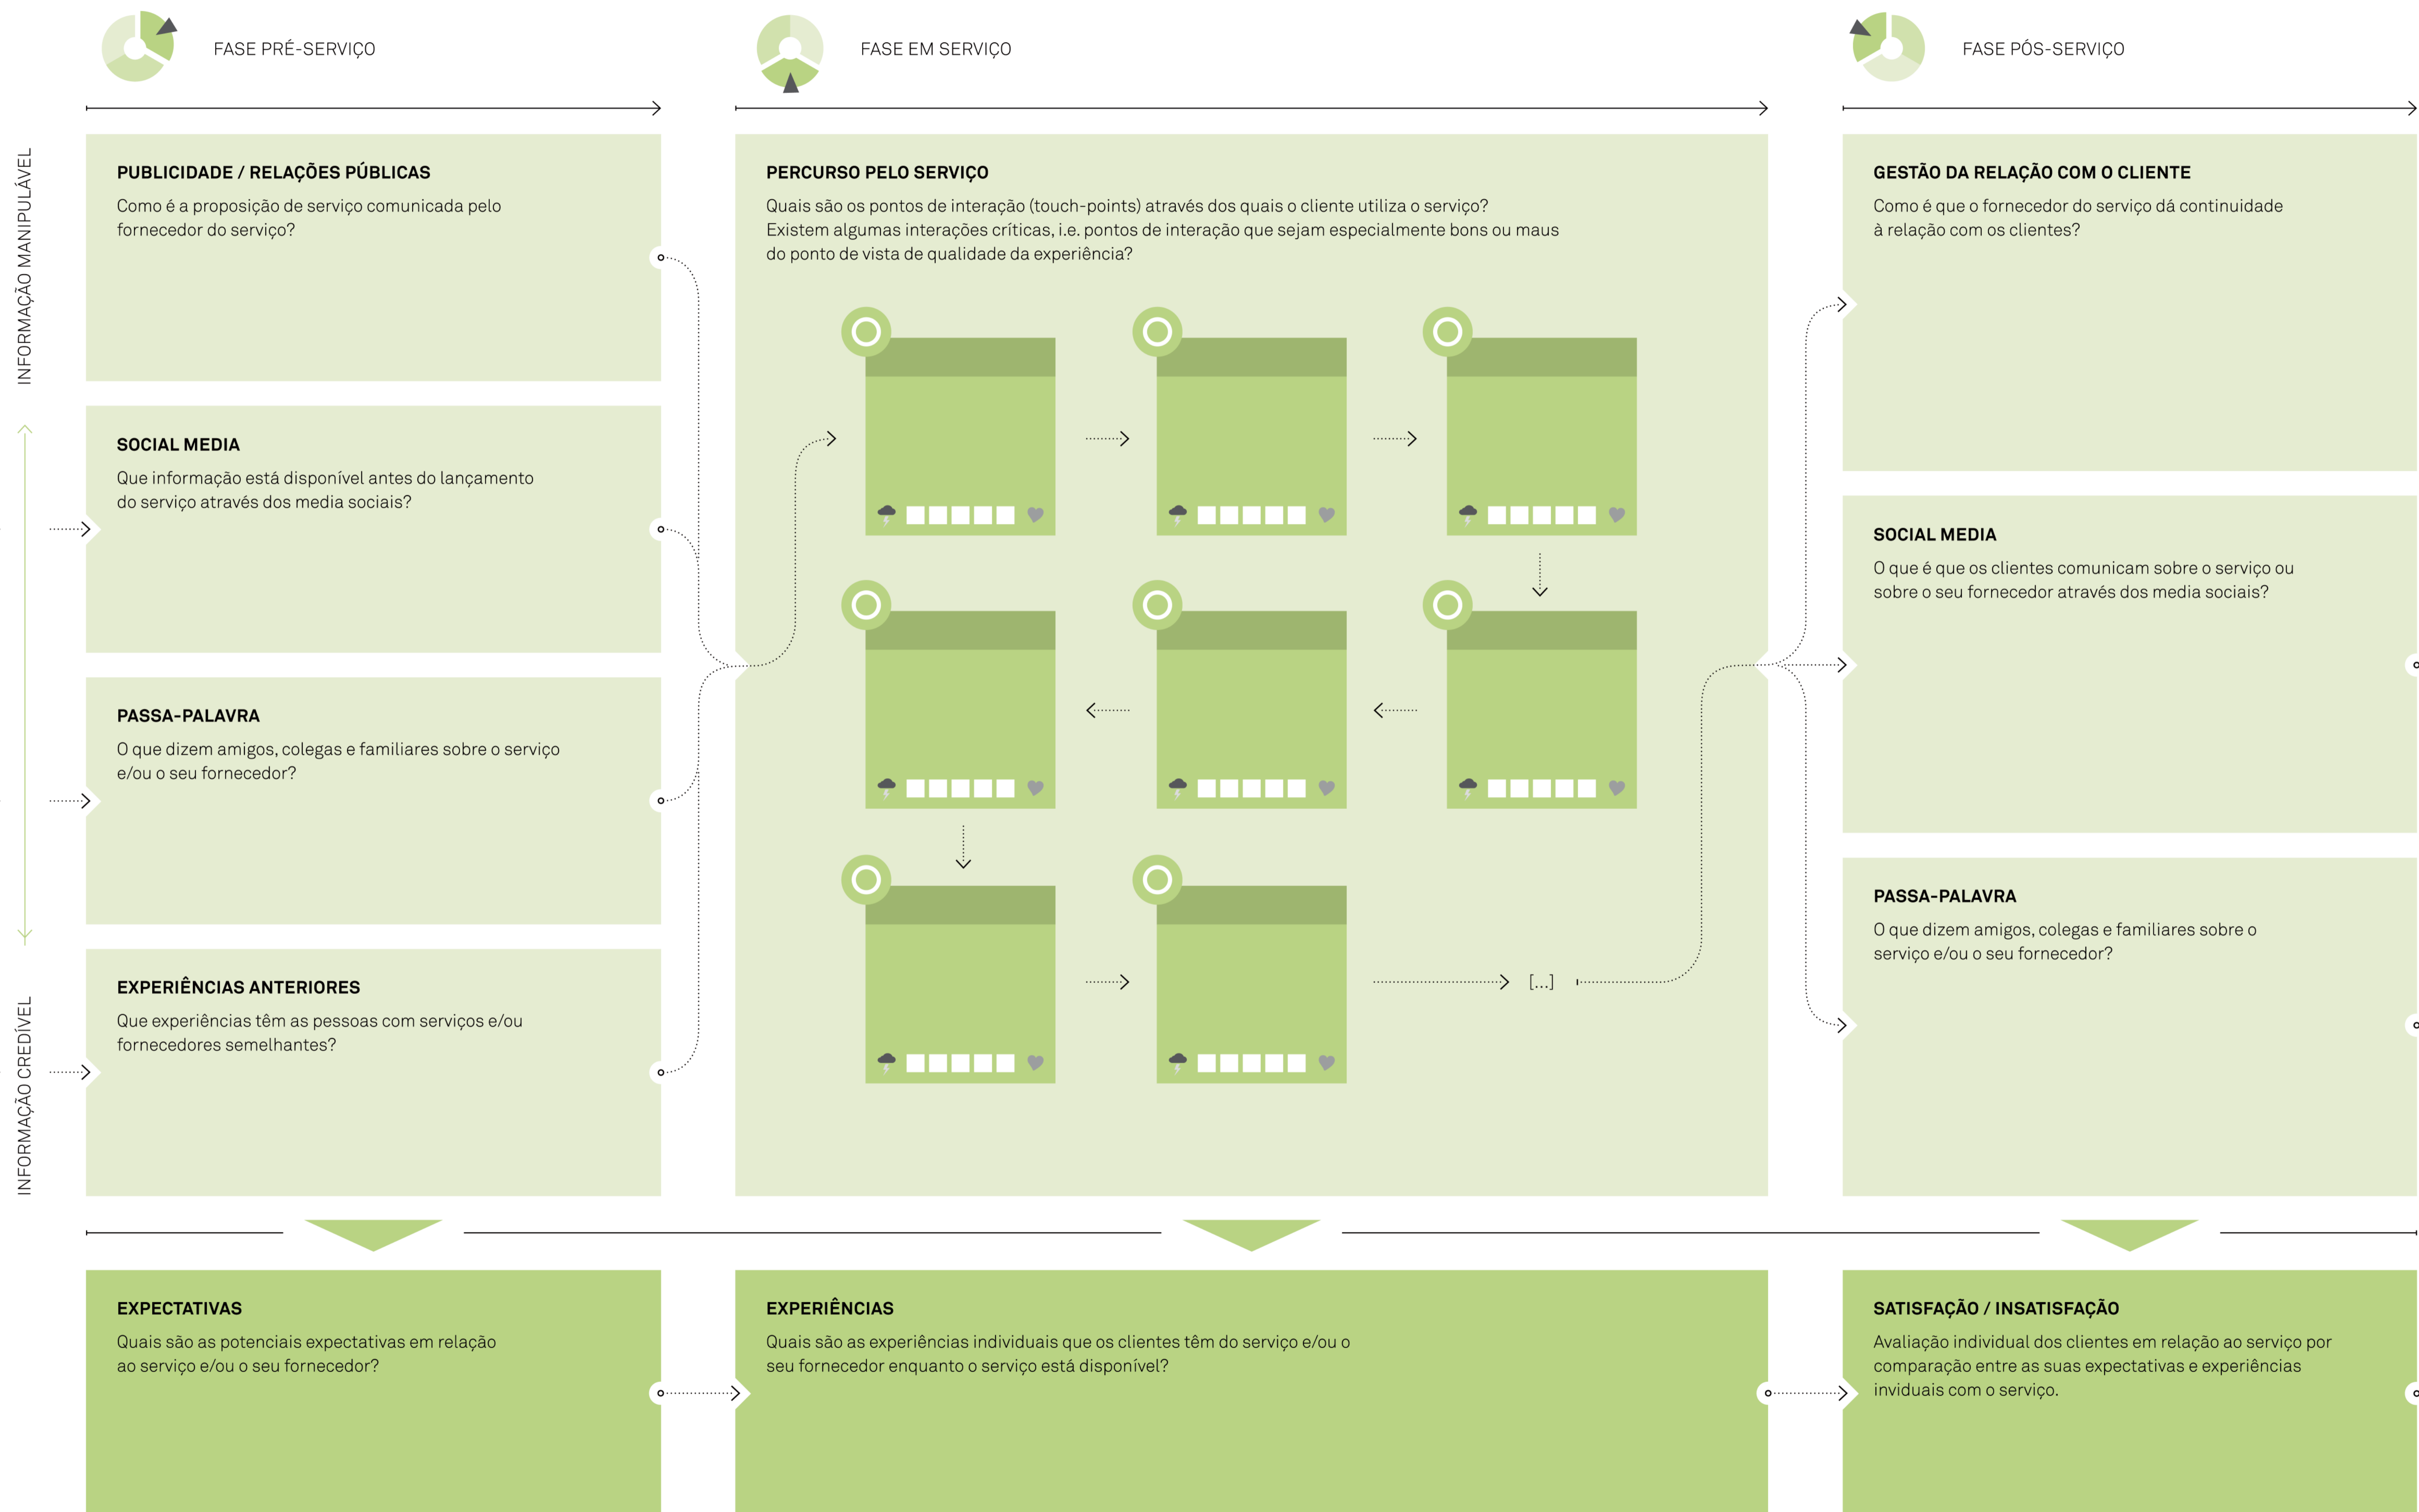 FASE PRÉ-SERVIÇO
FASE EM SERVIÇO
FASE PÓS-SERVIÇO
INFORMAÇÃO MANIPULÁVEL
INFORMAÇÃO CREDÍVEL
PUBLICIDADE / RELAÇÕES PÚBLICAS
Como é a proposição de serviço comunicada pelo
fornecedor do serviço?
SOCIAL MEDIA
Que informação está disponível antes do lançamento
do serviço através dos media sociais?
PASSA-PALAVRA
O que dizem amigos, colegas e familiares sobre o serviço
e/ou o seu fornecedor?
EXPERIÊNCIAS ANTERIORES
Que experiências têm as pessoas com serviços e/ou
fornecedores semelhantes?
PERCURSO PELO SERVIÇO
Quais são os pontos de interação (touch-points) através dos quais o cliente utiliza o serviço?
Existem algumas interações críticas, i.e. pontos de interação que sejam especialmente bons ou maus
do ponto de vista de qualidade da experiência?
[...]
GESTÃO DA RELAÇÃO COM O CLIENTE
Como é que o fornecedor do serviço dá continuidade
à relação com os clientes?
SOCIAL MEDIA
O que é que os clientes comunicam sobre o serviço ou
sobre o seu fornecedor através dos media sociais?
PASSA-PALAVRA
O que dizem amigos, colegas e familiares sobre o
serviço e/ou o seu fornecedor?
EXPECTATIVAS
Quais são as potenciais expectativas em relação
ao serviço e/ou o seu fornecedor?
EXPERIÊNCIAS
Quais são as experiências individuais que os clientes têm do serviço e/ou o
seu fornecedor enquanto o serviço está disponível?
SATISFAÇÃO / INSATISFAÇÃO
Avaliação individual dos clientes em relação ao serviço por
comparação entre as suas expectativas e experiências
inviduais com o serviço.